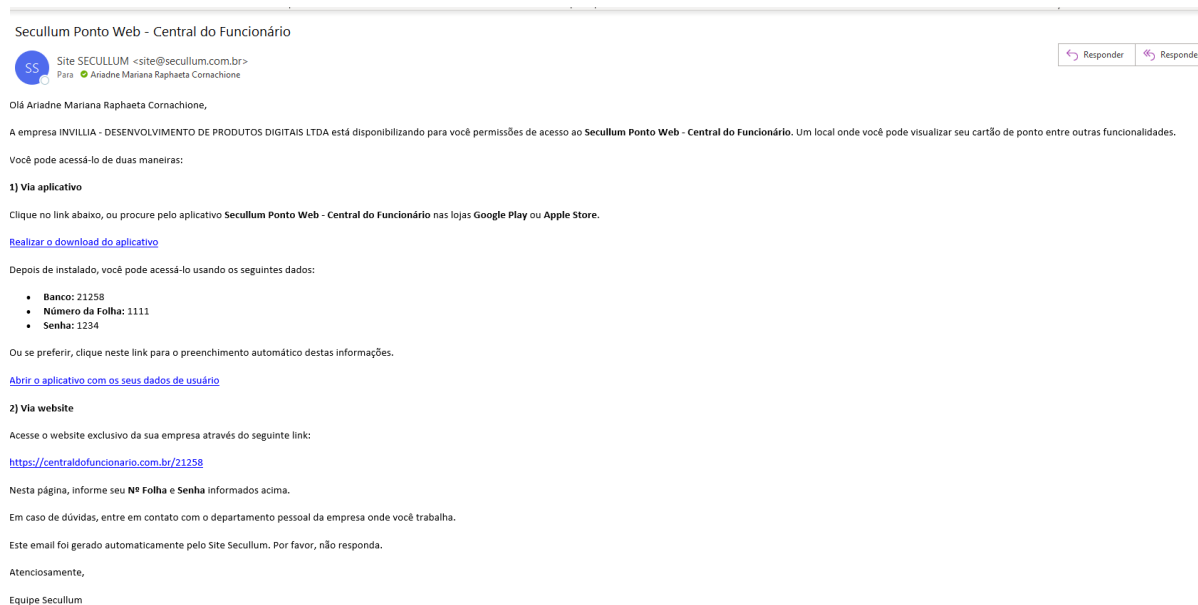 Secullum Ponto Web - Central do Funcionário
SS
Site SECULLUM <site@secullum.com.br>
Para Ariadne Mariana Raphaeta Cornachione
Responder
Responde
Olá Ariadne Mariana Raphaeta Cornachione,
A empresa INVILLIA - DESENVOLVIMENTO DE PRODUTOS DIGITAIS LTDA está disponibilizando para você permissões de acesso ao Secullum Ponto Web - Central do Funcionário. Um local onde você pode visualizar seu cartão de ponto entre outras funcionalidades.
Você pode acessá-lo de duas maneiras:
1) Via aplicativo
Clique no link abaixo, ou procure pelo aplicativo Secullum Ponto Web - Central do Funcionário nas lojas Google Play ou Apple Store.
Realizar o download do aplicativo
Depois de instalado, você pode acessá-lo usando os seguintes dados:
• Banco: 21258
• Número da Folha: 1111
• Senha: 1234
Ou se preferir, clique neste link para o preenchimento automático destas informações.
Abrir o aplicativo com os seus dados de usuário
2) Via website
Acesse o website exclusivo da sua empresa através do seguinte link:
https://centraldofuncionario.com.br/21258
Nesta página, informe seu Nº Folha e Senha informados acima.
Em caso de dúvidas, entre em contato com o departamento pessoal da empresa onde você trabalha.
Este email foi gerado automaticamente pelo Site Secullum. Por favor, não responda.
Atenciosamente,
Equipe Secullum